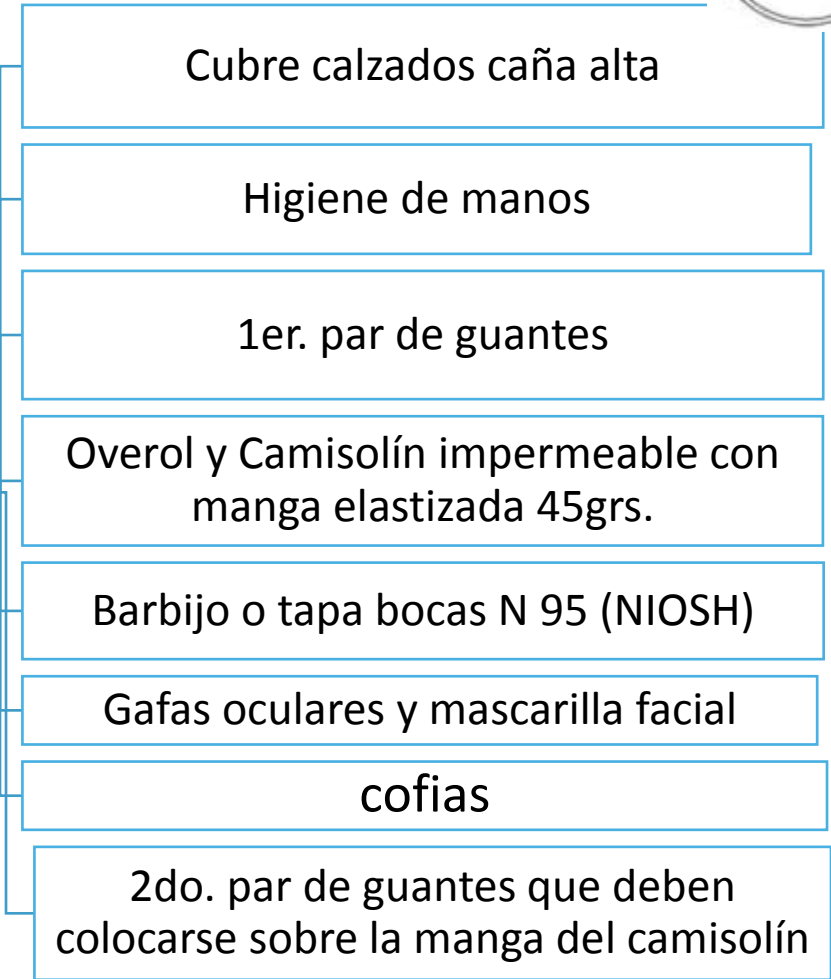 Cubre calzados caña alta
Higiene de manos
1er. par de guantes
Overol y Camisolín impermeable con
manga elastizada 45grs.
Barbijo o tapa bocas N 95 (NIOSH)
Gafas oculares y mascarilla facial
cofias
2do. par de guantes que deben
colocarse sobre la manga del camisolín